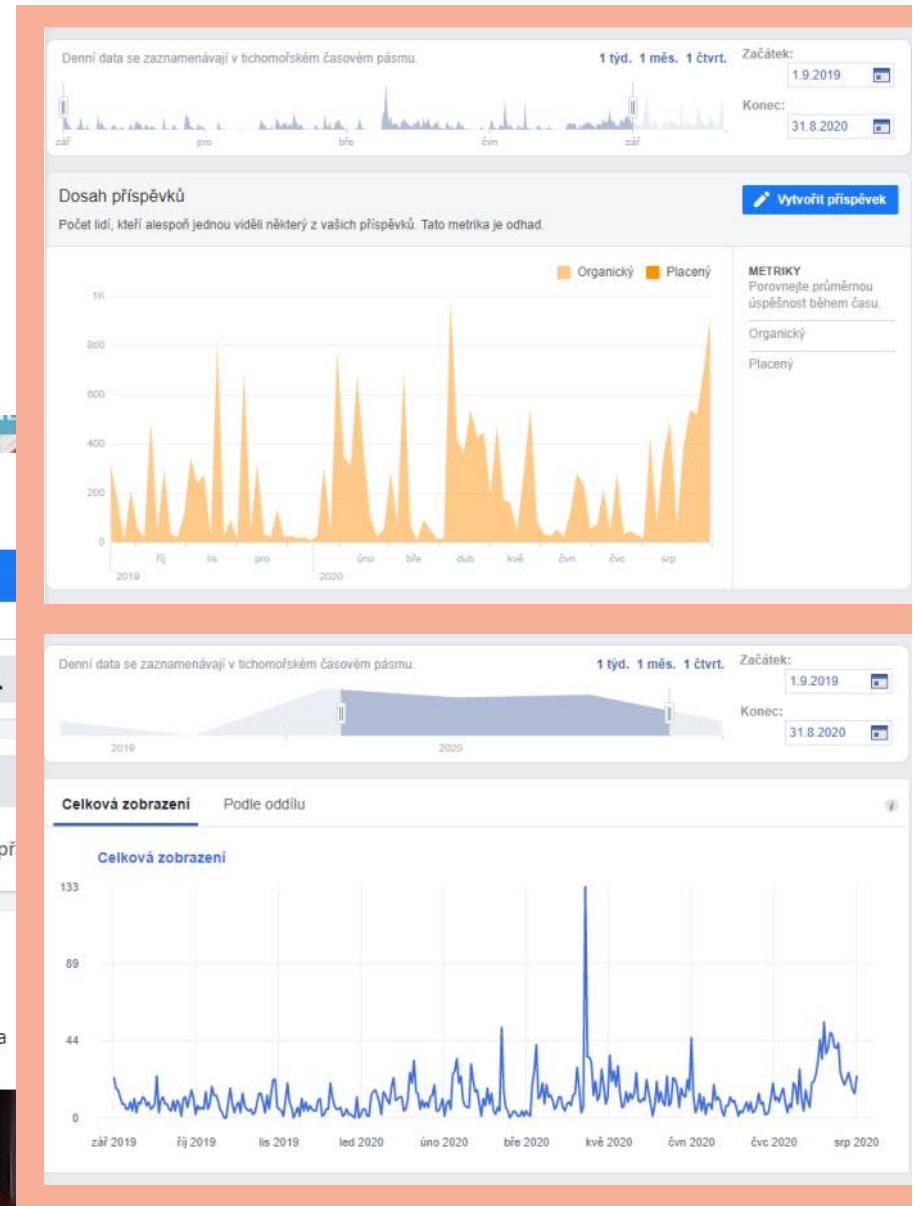 Denní data se zaznamenávají v tichomořském časovém pásmu.
1 týd. 1 měs. 1 čtvrt.
Začátek:
1.9.2019
Konec:
31.8.2020
zář pro bře čvn zář
Dosah příspěvků
Počet lidí, kteří alespoň jednou viděli některý z vašich příspěvků. Tato metrika je odhad.
Vytvořit příspěvek
Organický Placený
METRIKY
Porovnejte průměrnou
úspěšnost během času.
Organický
Placený
1K
800
600
400
200
0
říj lis pro úno bře dub kvě čvn čvc srp
2019 2020
Denní data se zaznamenávají v tichomořském časovém pásmu.
1 týd. 1 měs. 1 čtvrt.
Začátek:
1.9.2019
Konec:
31.8.2020
2019 2020
Celková zobrazení Podle oddílu
př
Celková zobrazení
133
89
44
a
0
zář 2019 říj 2019 lis 2019 led 2020 úno 2020 bře 2020 kvě 2020 čvn 2020 čvc 2020 srp 2020